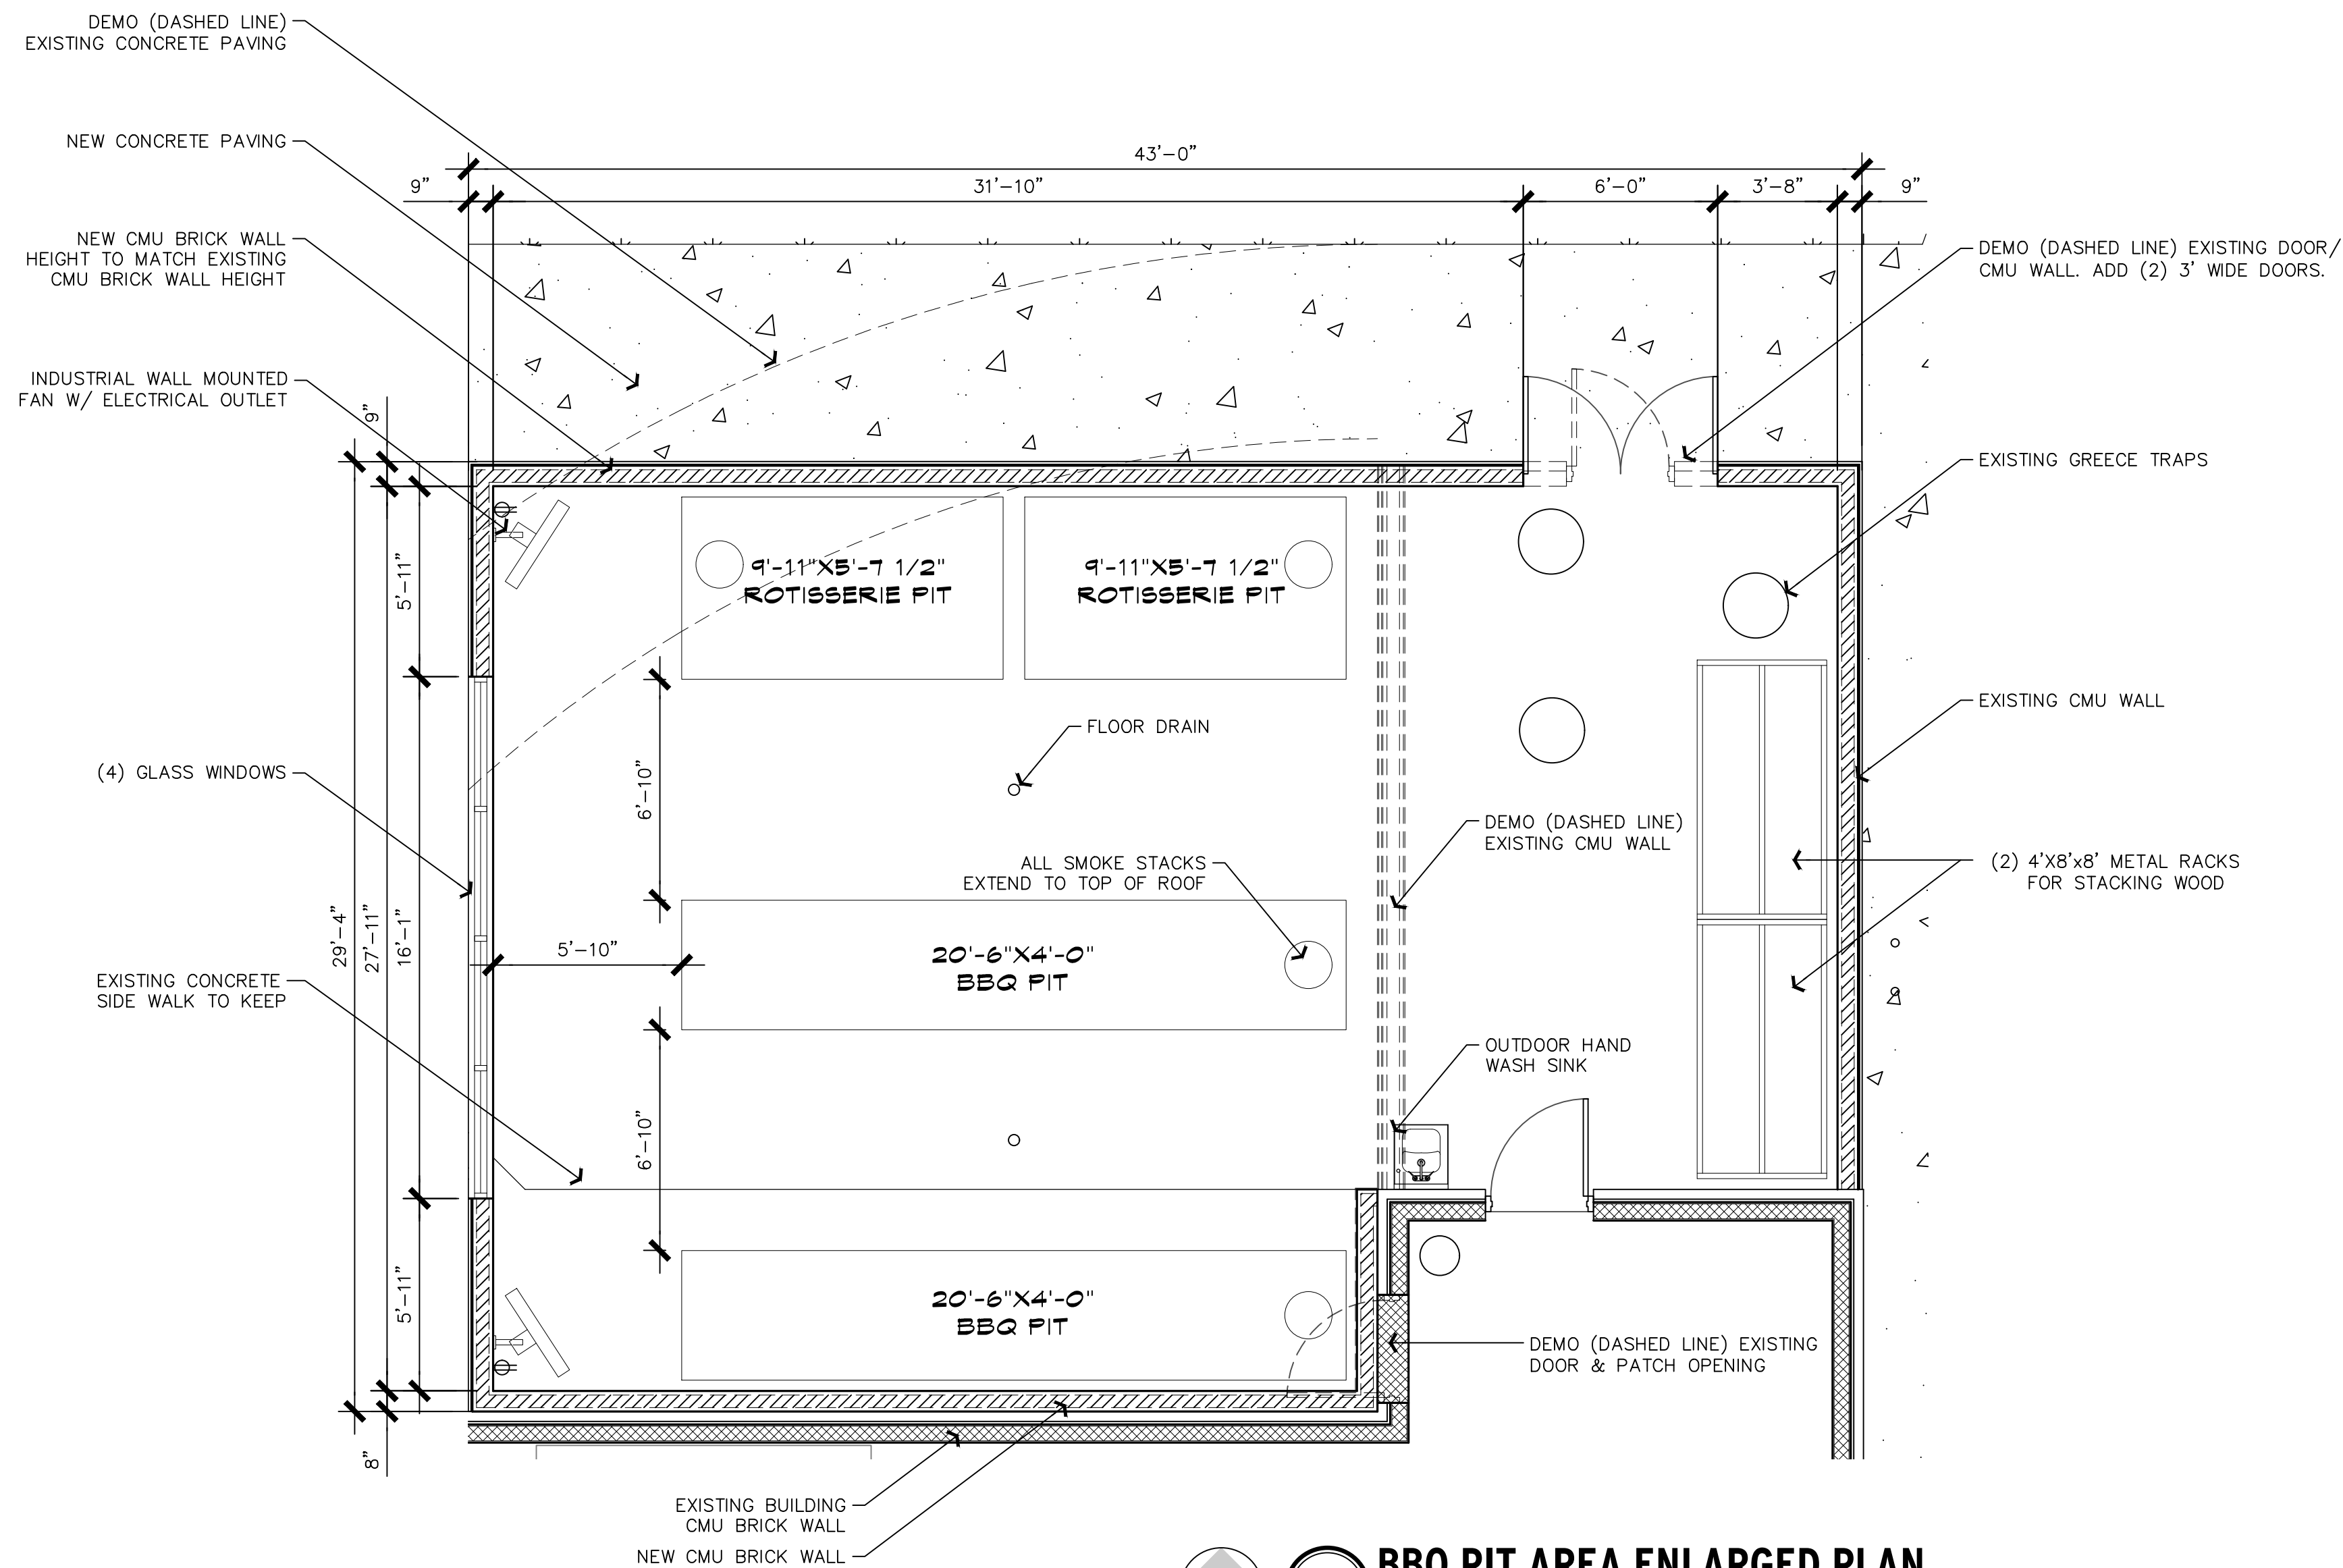 DEMO (DASHED LINE)
EXISTING CONCRETE PAVING
NEW CONCRETE PAVING
43'-0"
9"
31'-10"
6'-0"
3'-8"
9"
NEW CMU BRICK WALL
HEIGHT TO MATCH EXISTING
CMU BRICK WALL HEIGHT
DEMO (DASHED LINE) EXISTING DOOR/
CMU WALL. ADD (2) 3' WIDE DOORS.
INDUSTRIAL WALL MOUNTED
FAN W/ ELECTRICAL OUTLET
9"
EXISTING GREECE TRAPS
5'-11"
9'-11"X5'-7 1/2"
ROTISSERIE PIT
9'-11"X5'-7 1/2"
ROTISSERIE PIT
EXISTING CMU WALL
FLOOR DRAIN
(4) GLASS WINDOWS
6'-10"
DEMO (DASHED LINE)
EXISTING CMU WALL
ALL SMOKE STACKS
EXTEND TO TOP OF ROOF
(2) 4'X8'x8' METAL RACKS
FOR STACKING WOOD
29'-4"
27'-11"
16'-1"
5'-10"
20'-6"X4'-0"
BBQ PIT
EXISTING CONCRETE
SIDE WALK TO KEEP
OUTDOOR HAND
WASH SINK
6'-10"
5'-11"
20'-6"X4'-0"
BBQ PIT
DEMO (DASHED LINE) EXISTING
DOOR & PATCH OPENING
8"
EXISTING BUILDING
CMU BRICK WALL
NEW CMU BRICK WALL
BBQ PIT AREA ENLARGED PLAN